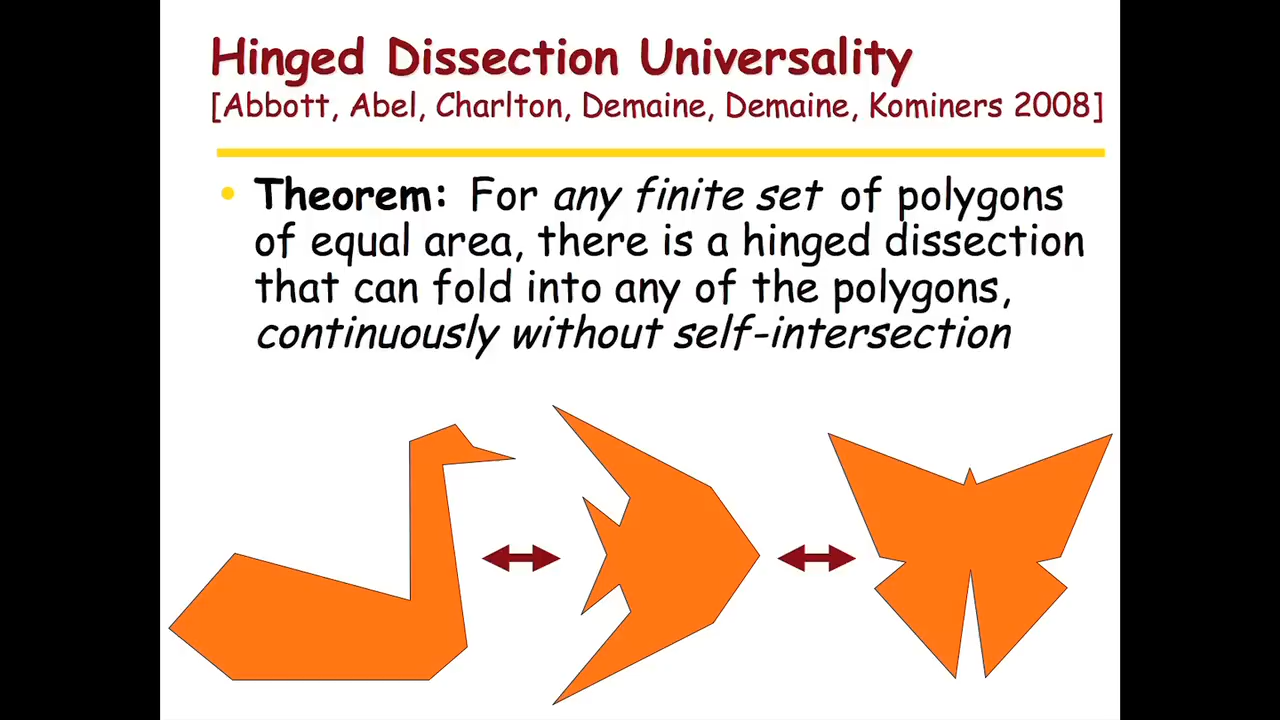 Hinged Dissection Universality
[Abbott, Abel, Charlton, Demaine, Demaine, Kominers 2008]
• Theorem: For any finite set of polygons
of equal area, there is a hinged dissection
that can fold into any of the polygons,
continuously without self-intersection